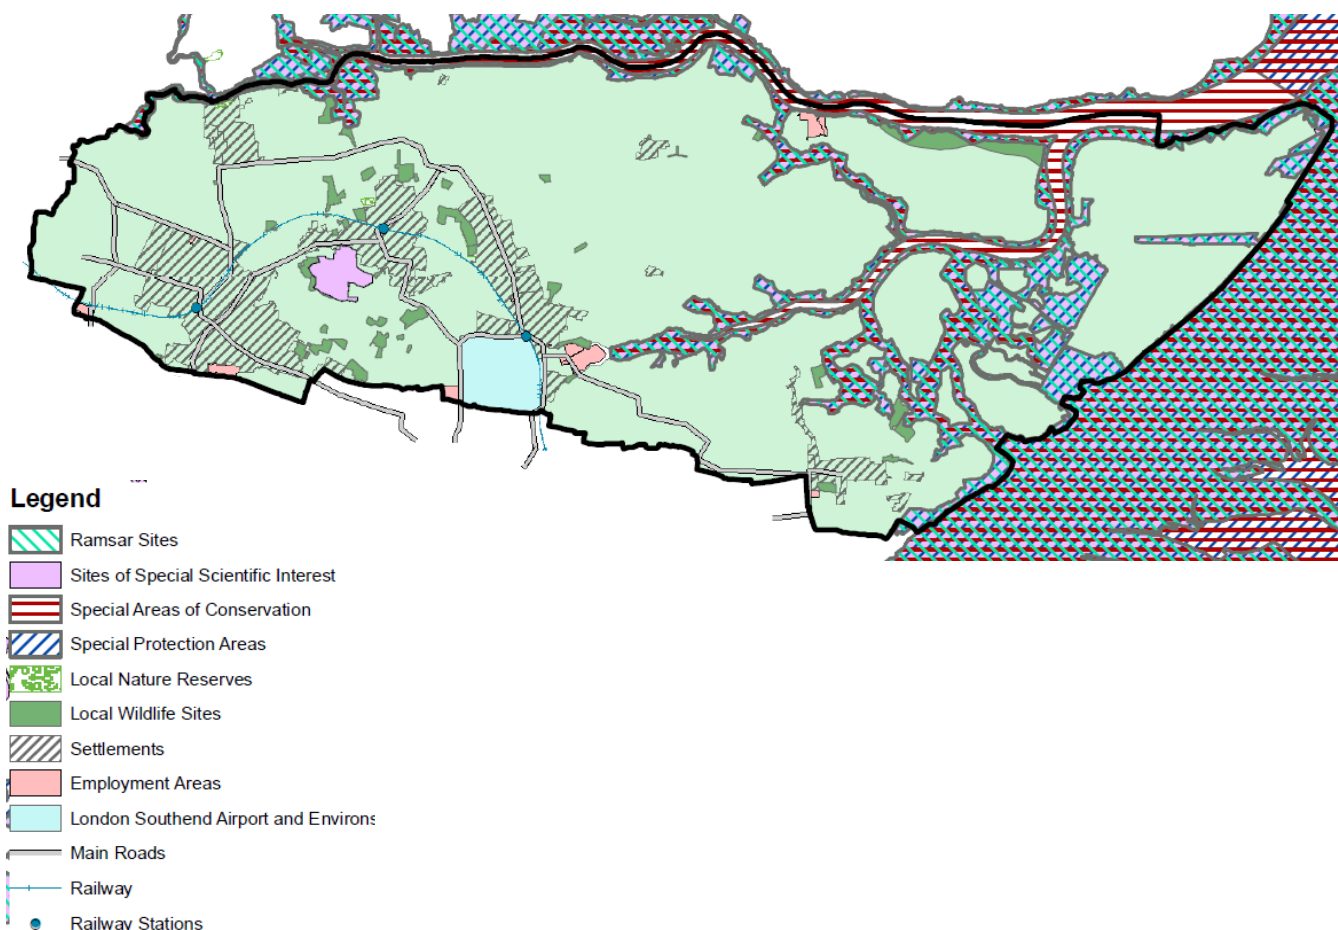 Legend
Ramsar Sites
Sites of Special Scientific Interest
Special Areas of Conservation
Special Protection Areas
Local Nature Reserves
Local Wildlife Sites
Settlements
Employment Areas
London Southend Airport and Environs
Main Roads
Railway
Railway Stations